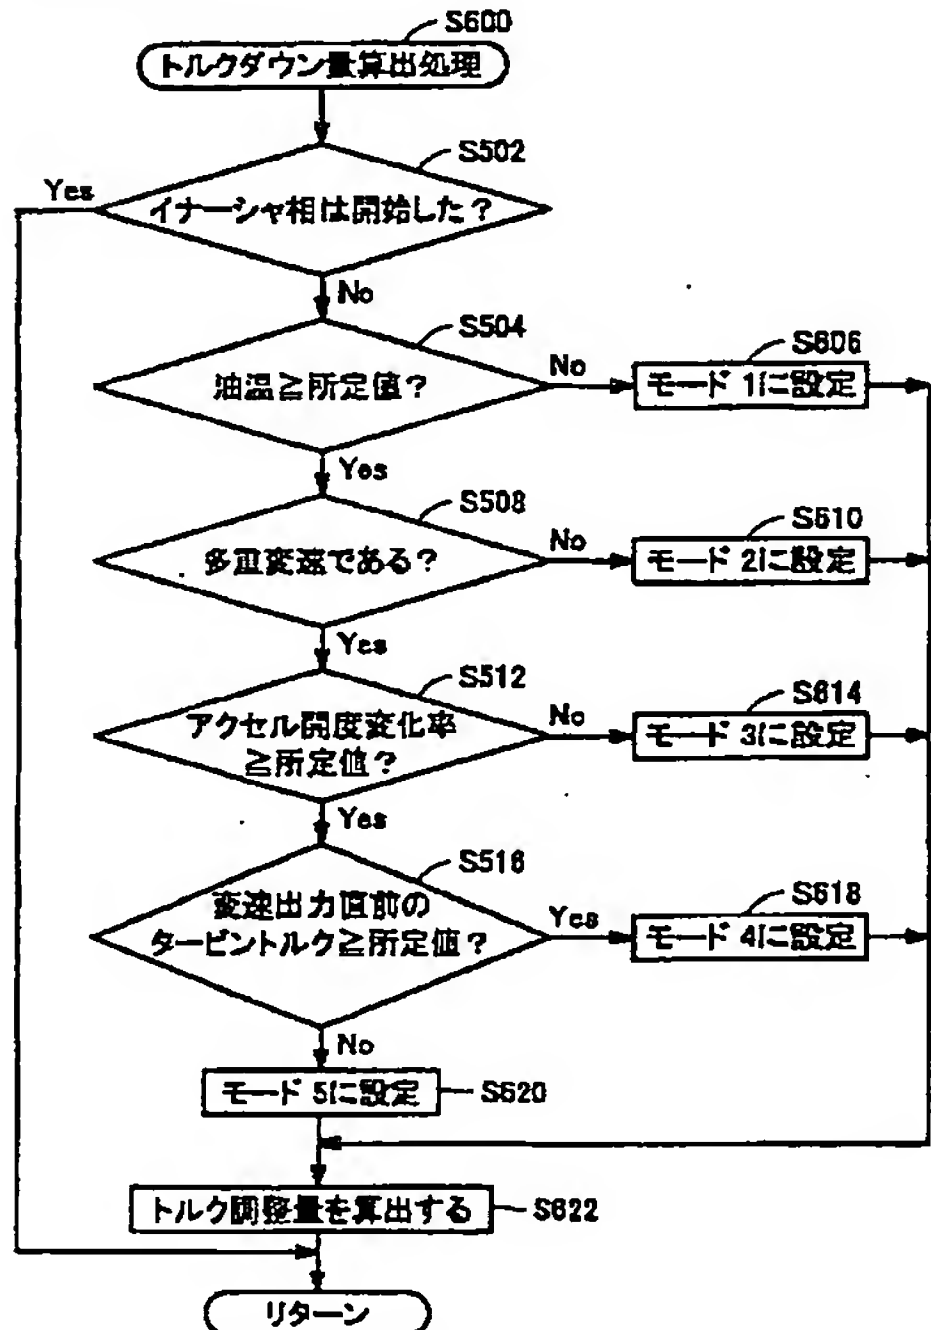 S600
トルクダウン量算出処理
S502
Yes
イナーシャ相は開始した？
No
S504
油温≧所定値？
No
S606
モード 1に設定
Yes
S508
多重変速である？
No
S610
モード 2に設定
Yes
S512
アクセル開度変化率
≧所定値？
No
S614
モード 3に設定
Yes
S516
変速出力直前の
タービントルク≧所定値？
Yes
S618
モード 4に設定
No
モード 5に設定
S620
トルク調整量を算出する
S622
リターン